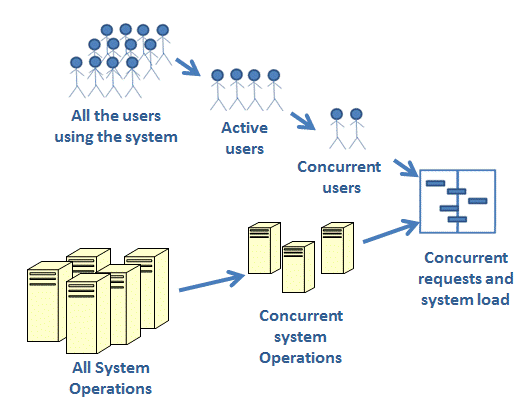 All the users
using the system
Active
users
Concurrent
users
Concurrent
requests and
system load
Concurrent
system
Operations
All System
Operations